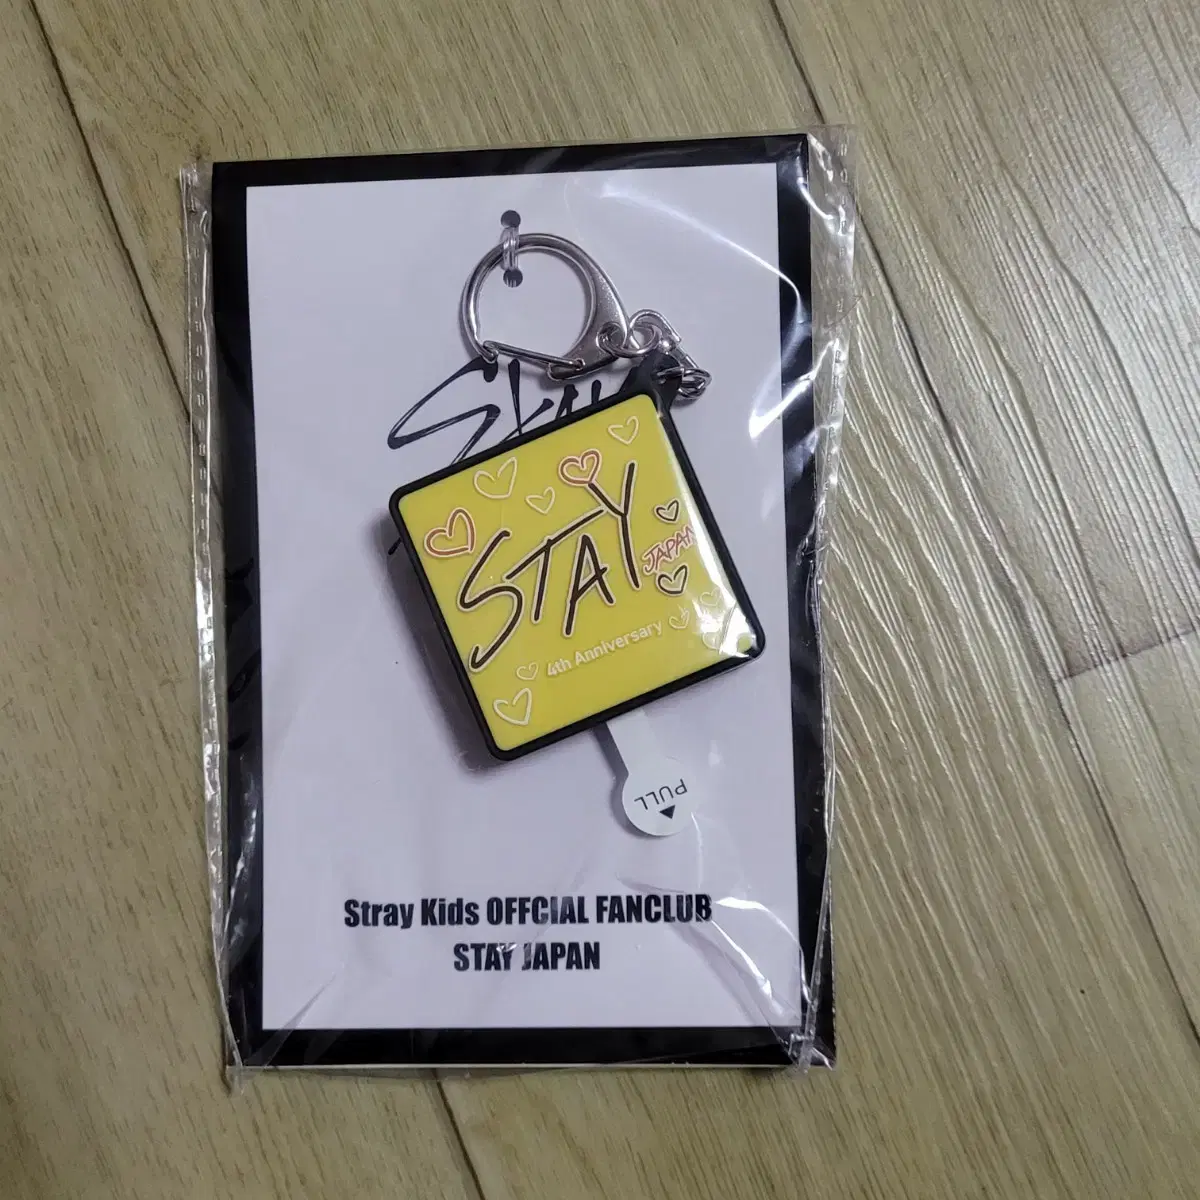 STAY
JAPAN
4th Anniversary
PULL
Stray Kids OFFCIAL FANCLUB
STAY JAPAN